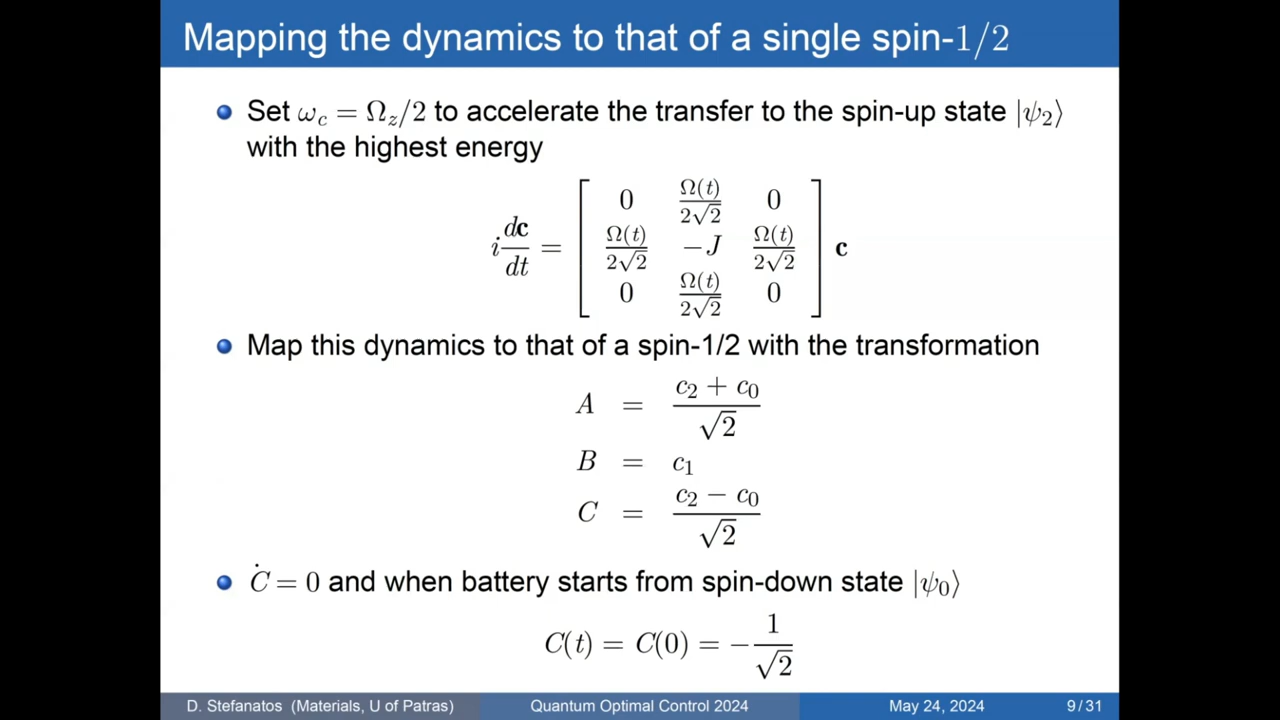 Mapping the dynamics to that of a single spin-1/2
Set ω_c = Ω_z/2 to accelerate the transfer to the spin-up state |ψ_2⟩
with the highest energy
i dc/dt = [ 0 Ω(t)/2√2 0 ; Ω(t)/2√2 −J Ω(t)/2√2 ; 0 Ω(t)/2√2 0 ] c
Map this dynamics to that of a spin-1/2 with the transformation
A = (c_2 + c_0)/√2
B = c_1
C = (c_2 − c_0)/√2
Ċ = 0 and when battery starts from spin-down state |ψ_0⟩
C(t) = C(0) = −1/√2
D. Stefanatos (Materials, U of Patras) Quantum Optimal Control 2024 May 24, 2024 9 / 31